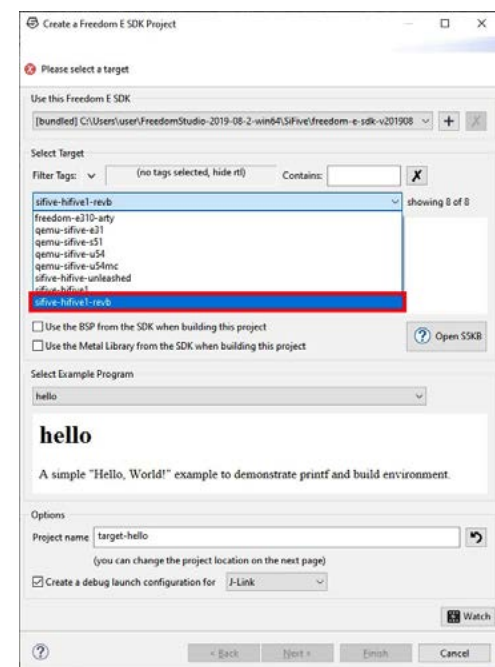 Create a Freedom E SDK Project
Please select a target
Use this Freedom E SDK
[bundled] C:\Users\user\FreedomStudio-2019-08-2-win64\SiFive\freedom-e-sdk-v201908
Select Target
Filter Tags: (no tags selected, hide rtl) Contains:
sifive-hifive1-revb showing 8 of 8
freedom-e310-arty
qemu-sifive-e31
qemu-sifive-s51
qemu-sifive-u54
qemu-sifive-u54mc
sifive-hifive-unleashed
sifive-hifive1
sifive-hifive1-revb
Use the BSP from the SDK when building this project
Use the Metal Library from the SDK when building this project
Open SSKB
Select Example Program
hello
hello
A simple "Hello, World!" example to demonstrate printf and build environment.
Options
Project name target-hello
(you can change the project location on the next page)
Create a debug launch configuration for J-Link
Watch
< Back Next > Finish Cancel